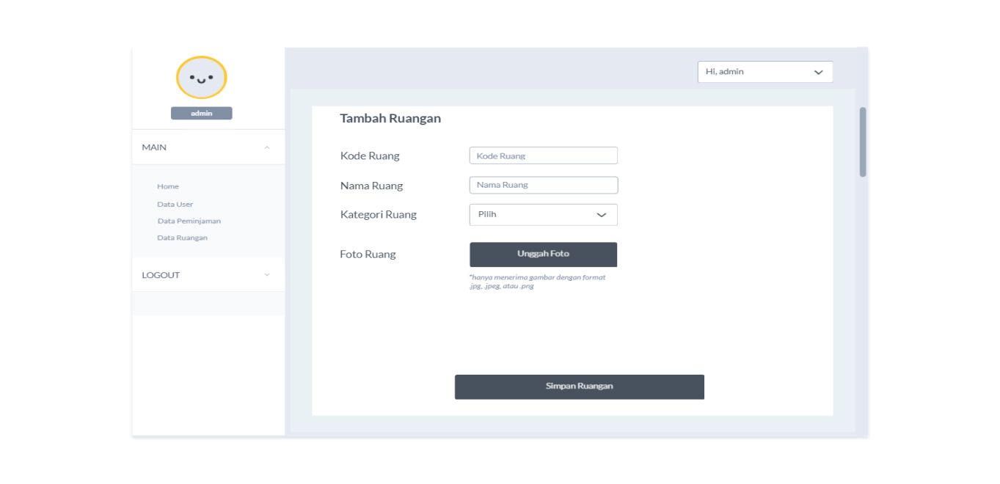 Hi, admin
admin
MAIN
Home
Data User
Data Peminjaman
Data Ruangan
LOGOUT
Tambah Ruangan
Kode Ruang
Kode Ruang
Nama Ruang
Nama Ruang
Kategori Ruang
Pilih
Foto Ruang
Unggah Foto
*hanya menerima gambar dengan format
.jpg, .jpeg, atau .png
Simpan Ruangan